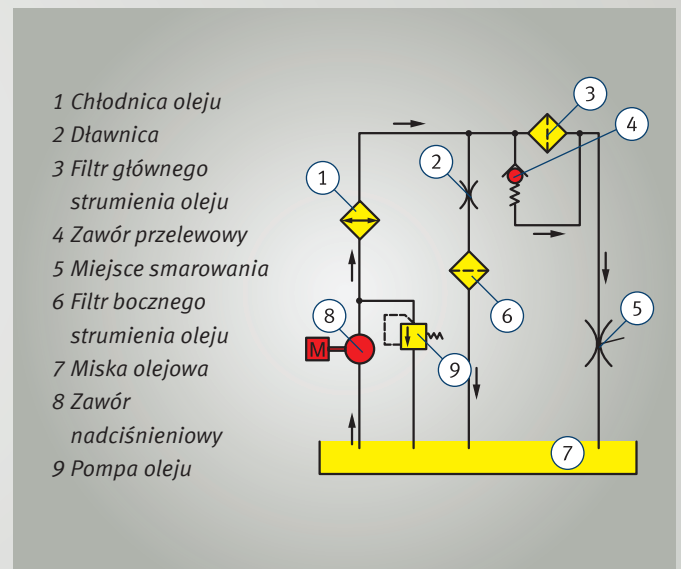 1 Chłodnica oleju
2 Dławnica
3 Filtr głównego
strumienia oleju
4 Zawór przelewowy
5 Miejsce smarowania
6 Filtr bocznego
strumienia oleju
7 Miska olejowa
8 Zawór
nadciśnieniowy
9 Pompa oleju
3
4
2
1
6
5
8
M
9
7